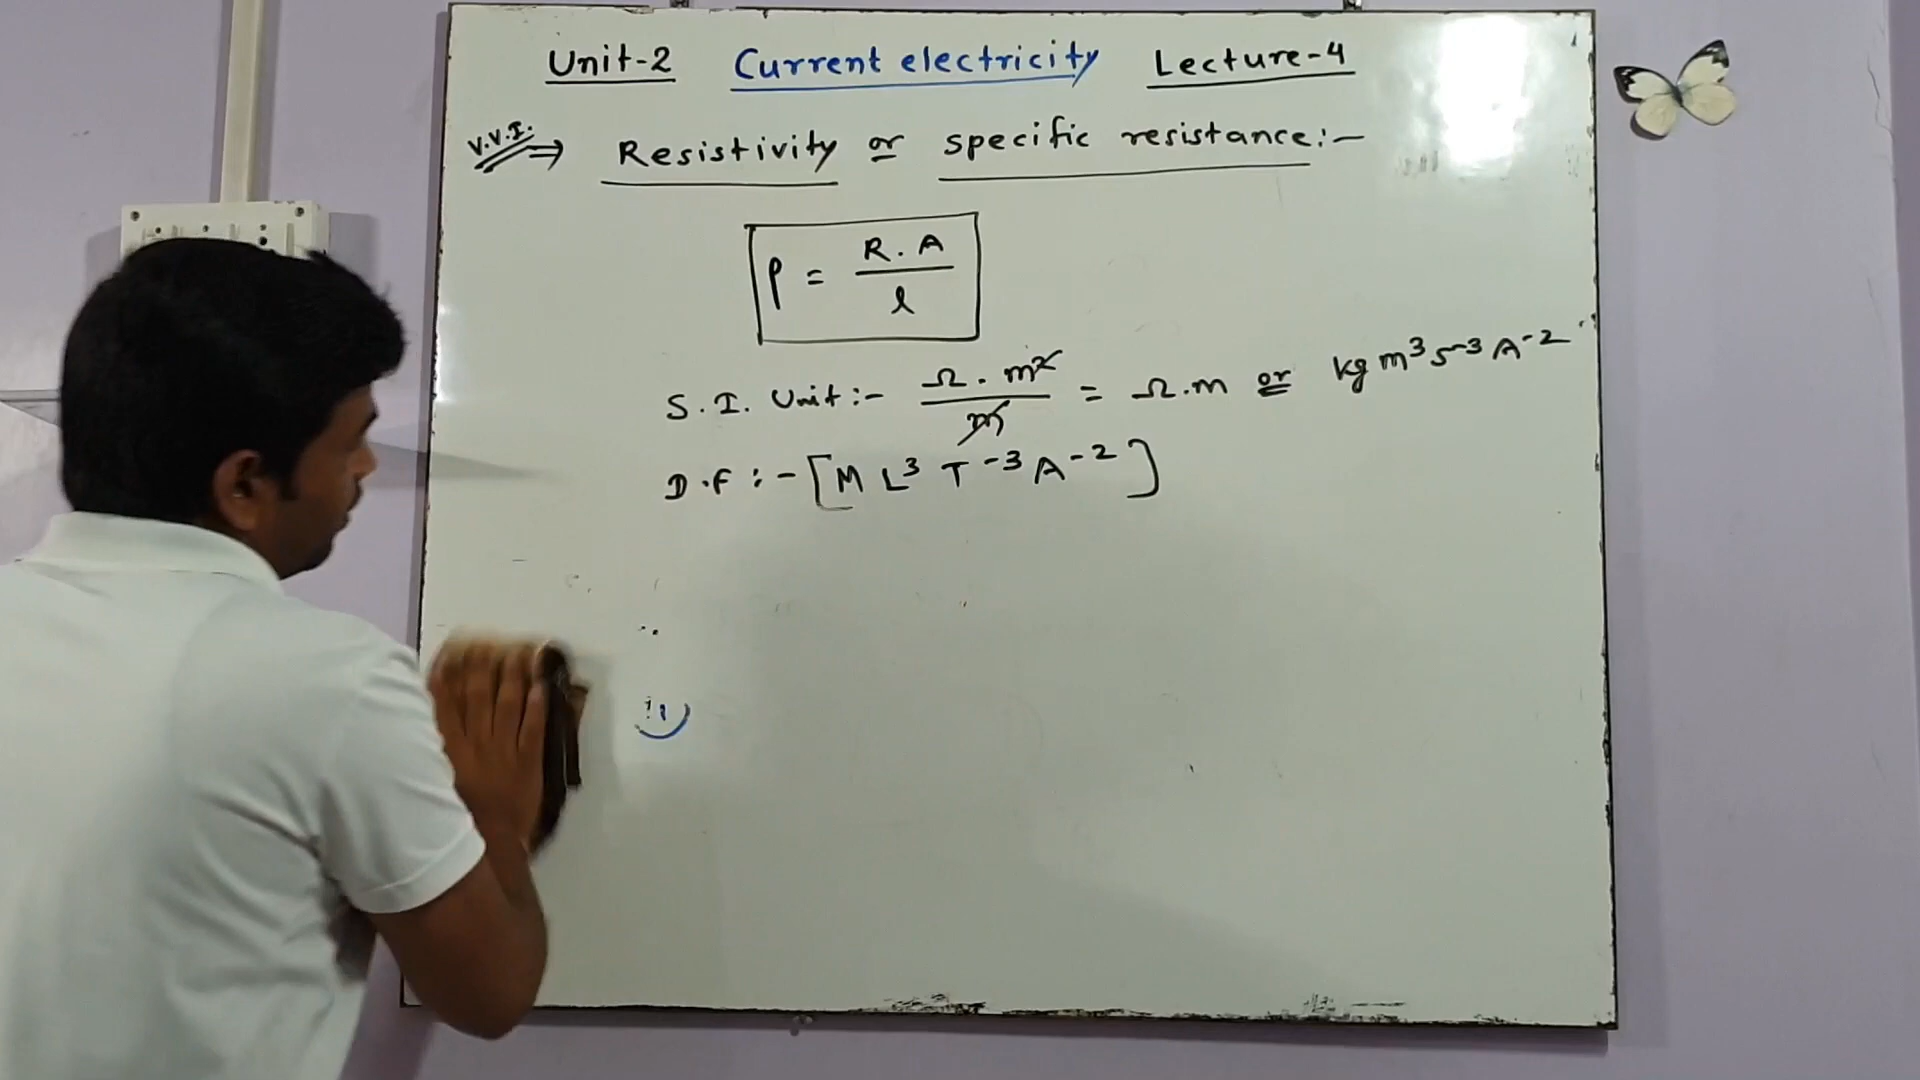 Unit-2 Current electricity Lecture-4
V.V.I. ⇒ Resistivity or specific resistance:-
ρ = R.A / l
S.I. Unit:- Ω.m² / m = Ω.m or kg m³ s⁻³ A⁻²
D.F:- [M L³ T⁻³ A⁻²]